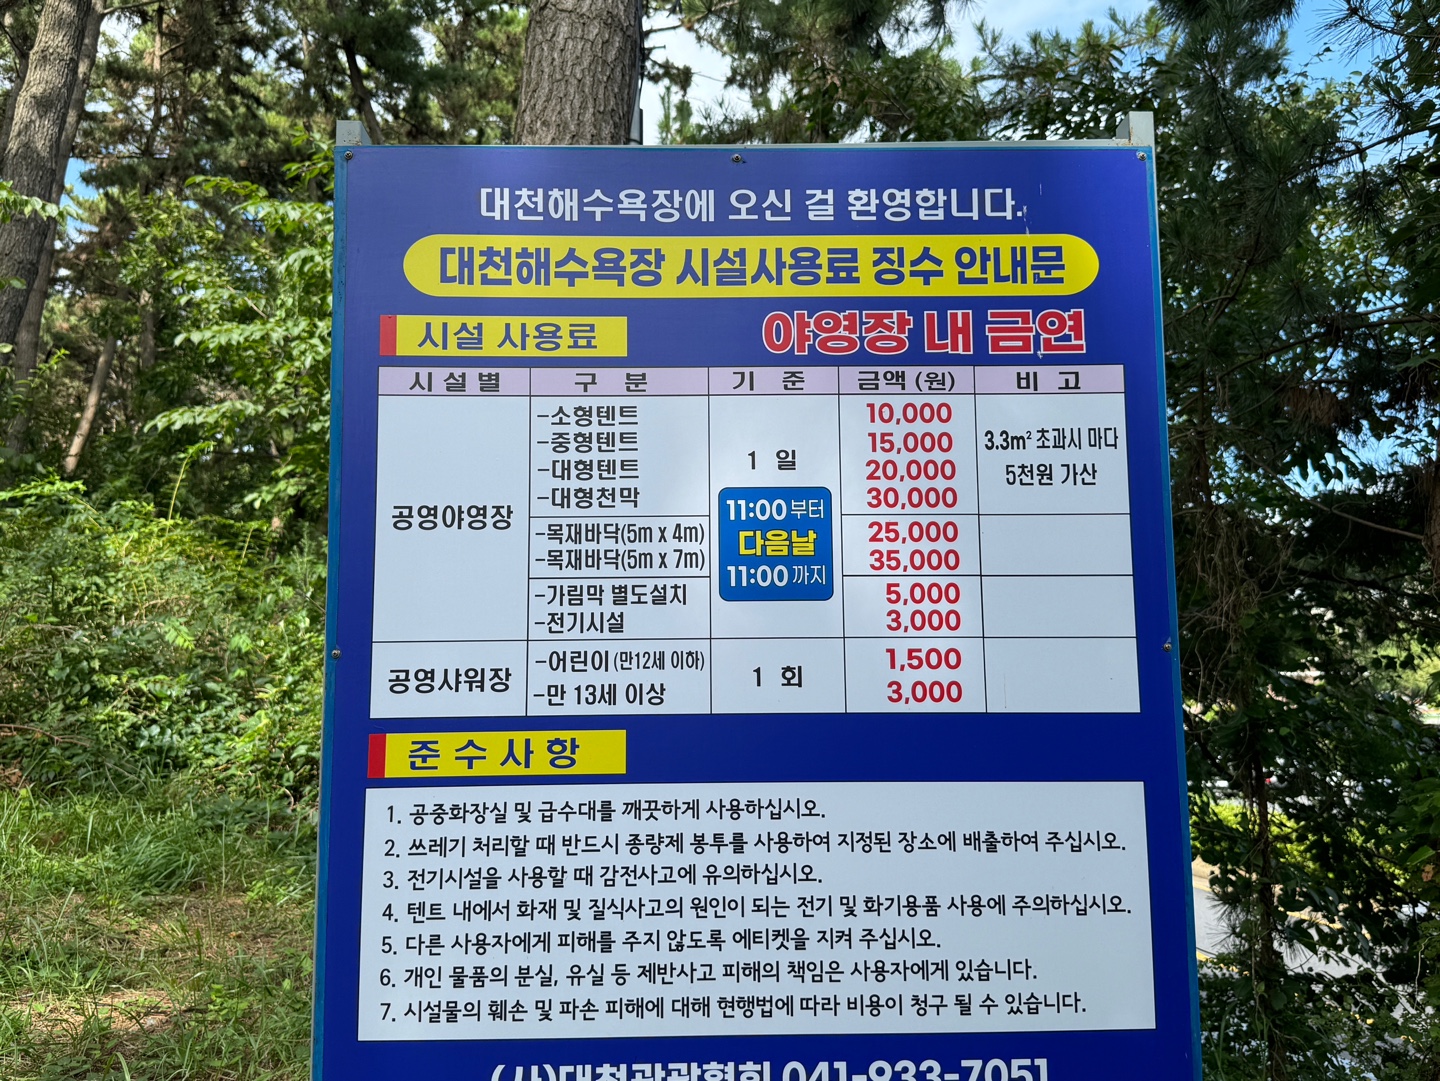 대천해수욕장에 오신 걸 환영합니다.
대천해수욕장 시설사용료 징수 안내문
시설 사용료
야영장 내 금연
시설별 구 분 기 준 금액 (원) 비 고
공영야영장
-소형텐트 10,000
-중형텐트 15,000
-대형텐트 20,000
-대형천막 30,000
1 일
11:00 부터
다음날
11:00 까지
3.3m² 초과시 마다
5천원 가산
-목재바닥(5m x 4m) 25,000
-목재바닥(5m x 7m) 35,000
-가림막 별도설치 5,000
-전기시설 3,000
공영샤워장
-어린이 (만12세 이하) 1,500
-만 13세 이상 3,000
1 회
준수사항
1. 공중화장실 및 급수대를 깨끗하게 사용하십시오.
2. 쓰레기 처리할 때 반드시 종량제 봉투를 사용하여 지정된 장소에 배출하여 주십시오.
3. 전기시설을 사용할 때 감전사고에 유의하십시오.
4. 텐트 내에서 화재 및 질식사고의 원인이 되는 전기 및 화기용품 사용에 주의하십시오.
5. 다른 사용자에게 피해를 주지 않도록 에티켓을 지켜 주십시오.
6. 개인 물품의 분실, 유실 등 제반사고 피해의 책임은 사용자에게 있습니다.
7. 시설물의 훼손 및 파손 피해에 대해 현행법에 따라 비용이 청구 될 수 있습니다.
(사)대천관광협회 041-933-7051